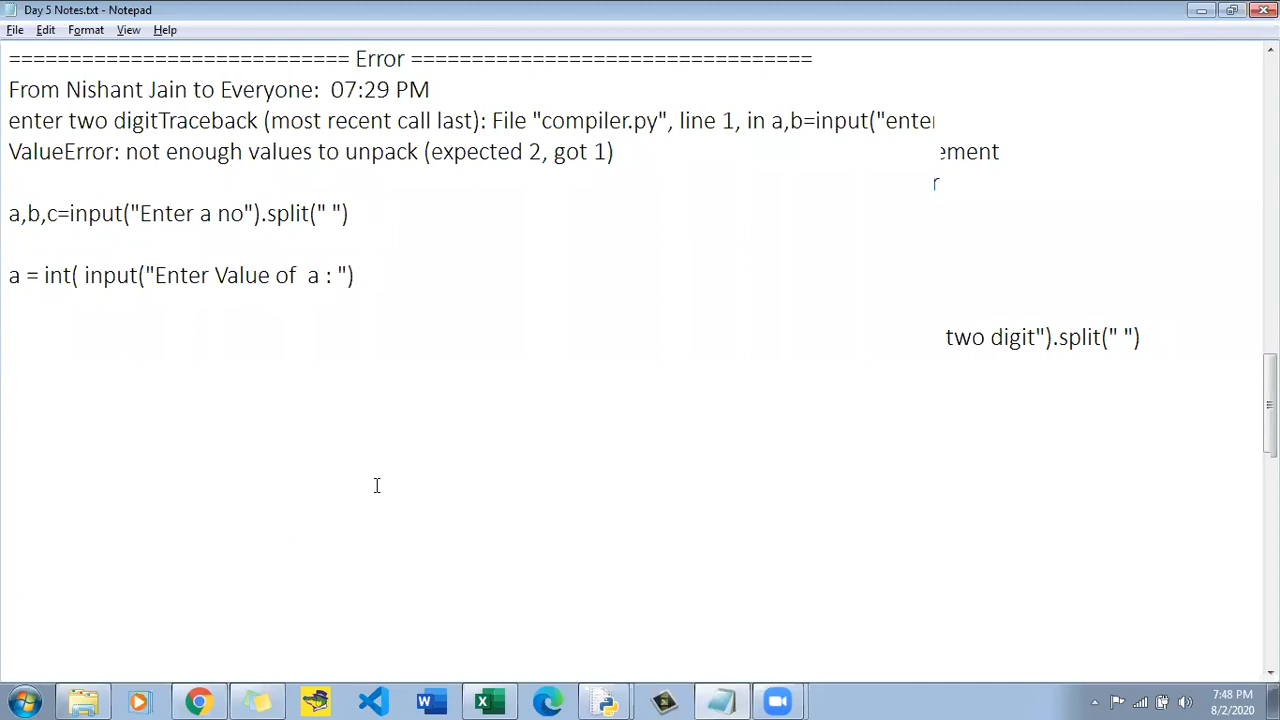 Day 5 Notes.txt - Notepad
File Edit Format View Help
============================ Error =================================
From Nishant Jain to Everyone:  07:29 PM
enter two digitTraceback (most recent call last): File "compiler.py", line 1, in a,b=input("enter
ValueError: not enough values to unpack (expected 2, got 1)
ement
r
a,b,c=input("Enter a no").split(" ")
a = int( input("Enter Value of  a : ")
two digit").split(" ")
7:48 PM
8/2/2020